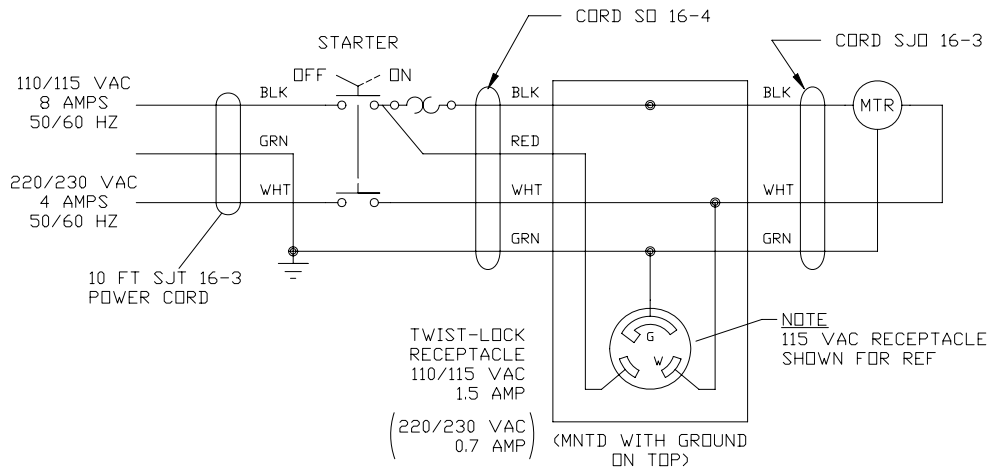 CORD SO 16-4
STARTER
CORD SJO 16-3
OFF
ON
110/115 VAC
8 AMPS
50/60 HZ
BLK
BLK
BLK
MTR
GRN
RED
220/230 VAC
4 AMPS
50/60 HZ
WHT
WHT
WHT
GRN
GRN
10 FT SJT 16-3
POWER CORD
TWIST-LOCK
RECEPTACLE
110/115 VAC
1.5 AMP
(220/230 VAC
0.7 AMP)
G
W
NOTE
115 VAC RECEPTACLE
SHOWN FOR REF
(MNTD WITH GROUND
ON TOP)